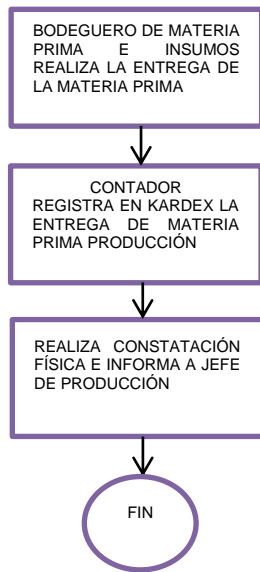 BODEGUERO DE MATERIA
PRIMA E INSUMOS
REALIZA LA ENTREGA DE
LA MATERIA PRIMA
CONTADOR
REGISTRA EN KARDEX LA
ENTREGA DE MATERIA
PRIMA PRODUCCIÓN
REALIZA CONSTATACIÓN
FÍSICA E INFORMA A JEFE
DE PRODUCCIÓN
FIN